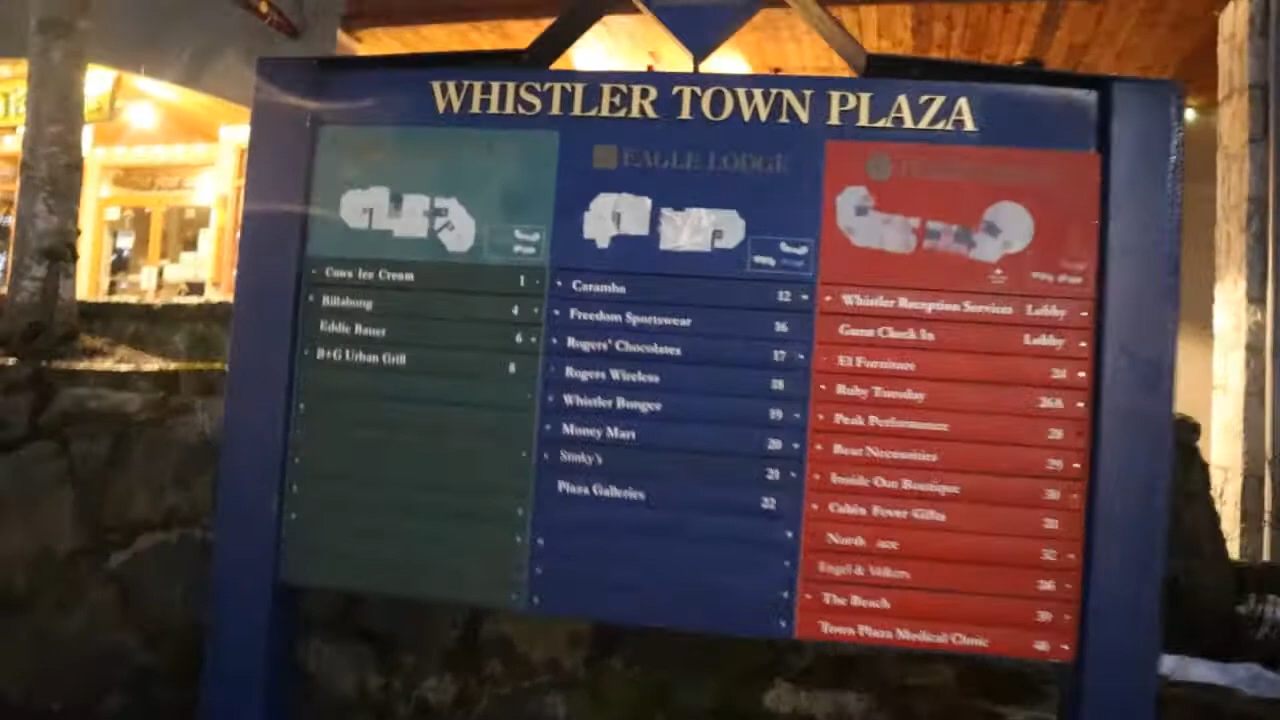 WHISTLER TOWN PLAZA
EAGLE LODGE
Cows Ice Cream 1
Billabong 4
Eddie Bauer 6
B+G Urban Grill 8
Caramba 12
Freedom Sportswear 16
Rogers' Chocolates 17
Rogers Wireless 18
Whistler Bungee 19
Money Mart 20
Stinky's 21
Plaza Galleries 22
Whistler Reception Services Lobby
Guest Check In Lobby
El Furniture
Ruby Tuesday 26A
Peak Performance 28
Bear Necessities 29
Inside Out Boutique 30
Cabin Fever Gifts
North ace 32
Engel & Völkers
The Beach 39
Town Plaza Medical Clinic 40